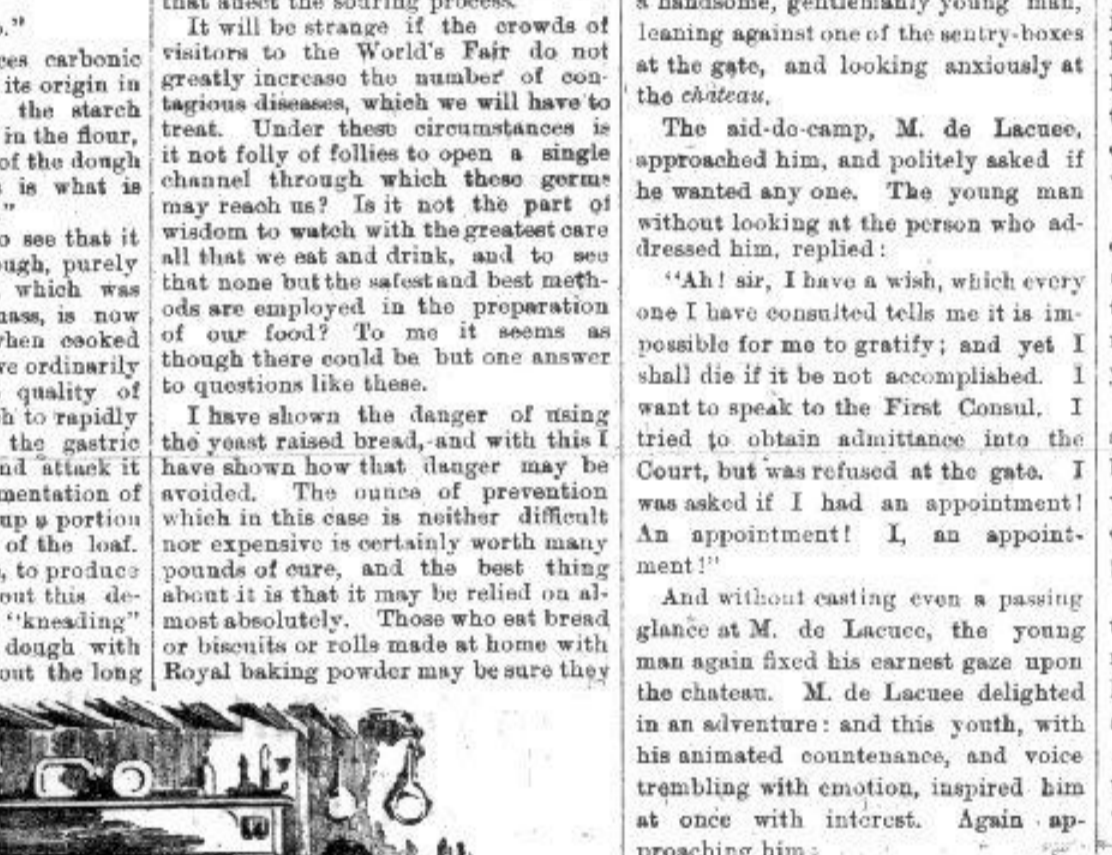 ."
ces carbonic
its origin in
the starch
in the flour,
of the dough
s is what is
"
o see that it
ough, purely
which was
mass, is now
when cooked
ve ordinarily
quality of
h to rapidly
the gastric
nd attack it
mentation of
up a portion
of the loaf.
, to produce
out this de-
"kneading"
dough with
out the long
that affect the souring process.
It will be strange if the crowds of
visitors to the World's Fair do not
greatly increase the number of con-
tagious diseases, which we will have to
treat. Under these circumstances is
it not folly of follies to open a single
channel through which these germs
may reach us? Is it not the part of
wisdom to watch with the greatest care
all that we eat and drink, and to see
that none but the safest and best meth-
ods are employed in the preparation
of our food? To me it seems as
though there could be but one answer
to questions like these.
I have shown the danger of using
the yeast raised bread, and with this I
have shown how that danger may be
avoided. The ounce of prevention
which in this case is neither difficult
nor expensive is certainly worth many
pounds of cure, and the best thing
about it is that it may be relied on al-
most absolutely. Those who eat bread
or biscuits or rolls made at home with
Royal baking powder may be sure they
a handsome, gentlemanly young man,
leaning against one of the sentry-boxes
at the gate, and looking anxiously at
the château.
The aid-de-camp, M. de Lacuee,
approached him, and politely asked if
he wanted any one. The young man
without looking at the person who ad-
dressed him, replied:
"Ah! sir, I have a wish, which every
one I have consulted tells me it is im-
possible for me to gratify; and yet I
shall die if it be not accomplished. I
want to speak to the First Consul. I
tried to obtain admittance into the
Court, but was refused at the gate. I
was asked if I had an appointment!
An appointment! I, an appoint-
ment!"
And without casting even a passing
glance at M. de Lacuee, the young
man again fixed his earnest gaze upon
the chateau. M. de Lacuee delighted
in an adventure: and this youth, with
his animated countenance, and voice
trembling with emotion, inspired him
at once with interest. Again ap-
proaching him